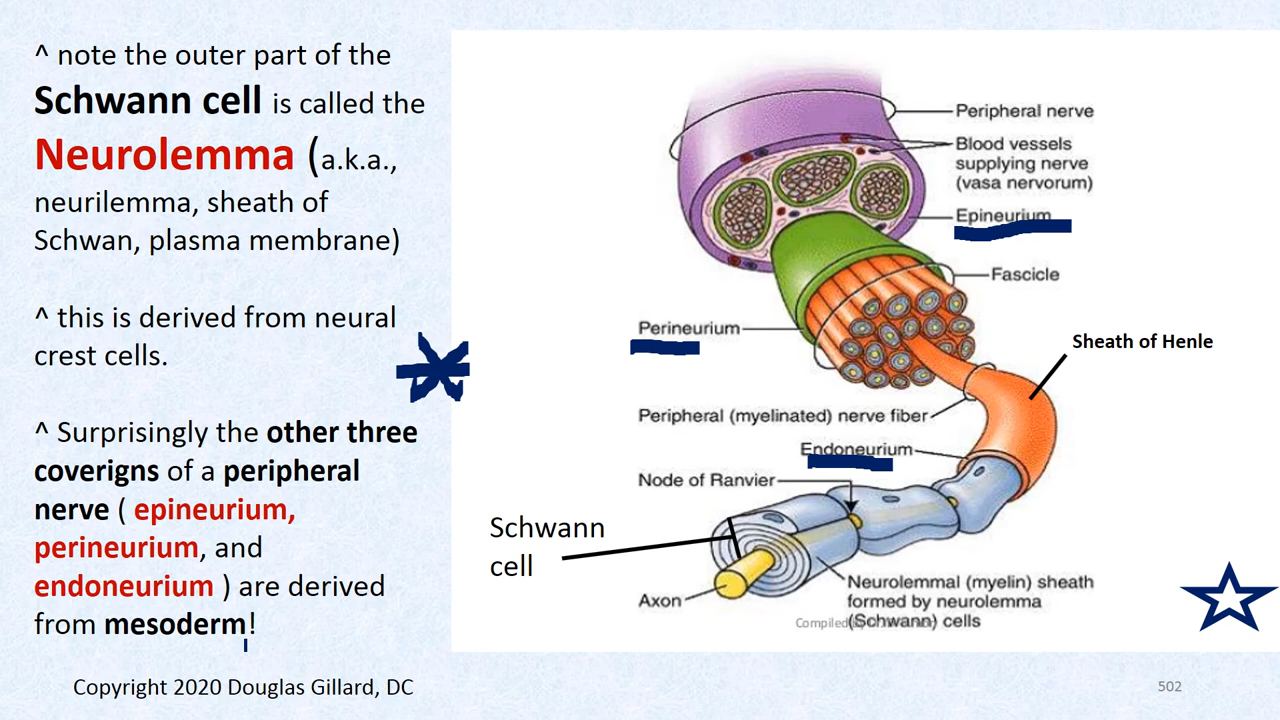 ^ note the outer part of the
Schwann cell is called the
Neurolemma (a.k.a.,
neurilemma, sheath of
Schwan, plasma membrane)
^ this is derived from neural
crest cells.
^ Surprisingly the other three
coverigns of a peripheral
nerve ( epineurium,
perineurium, and
endoneurium ) are derived
from mesoderm!
Copyright 2020 Douglas Gillard, DC
Peripheral nerve
Blood vessels
supplying nerve
(vasa nervorum)
Epineurium
Fascicle
Perineurium
Sheath of Henle
Peripheral (myelinated) nerve fiber
Endoneurium
Node of Ranvier
Schwann
cell
Axon
Neurolemmal (myelin) sheath
formed by neurolemma
(Schwann) cells
Compiled
502